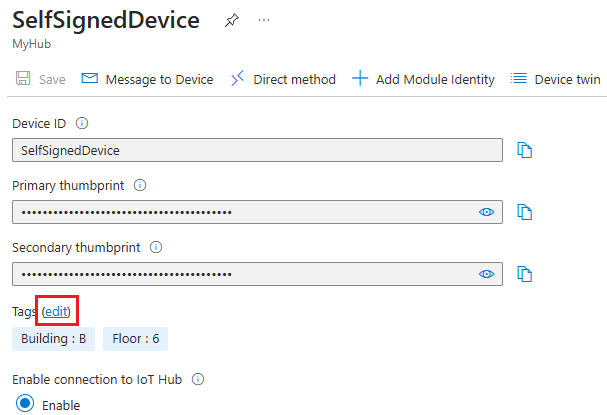 SelfSignedDevice
MyHub
Save Message to Device Direct method Add Module Identity Device twin
Device ID
SelfSignedDevice
Primary thumbprint
••••••••••••••••••••••••••••••••••••••••
Secondary thumbprint
••••••••••••••••••••••••••••••••••••••••
Tags (edit)
Building : B Floor : 6
Enable connection to IoT Hub
Enable